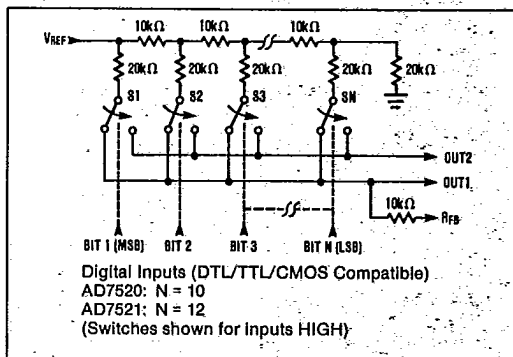 10kΩ 10kΩ 10kΩ
VREF
20kΩ 20kΩ 20kΩ 20kΩ 20kΩ
S1 S2 S3 SN
OUT2
OUT1
10kΩ
RFB
BIT 1 (MSB) BIT 2 BIT 3 BIT N (LSB)
Digital Inputs (DTL/TTL/CMOS Compatible)
AD7520: N = 10
AD7521: N = 12
(Switches shown for inputs HIGH)